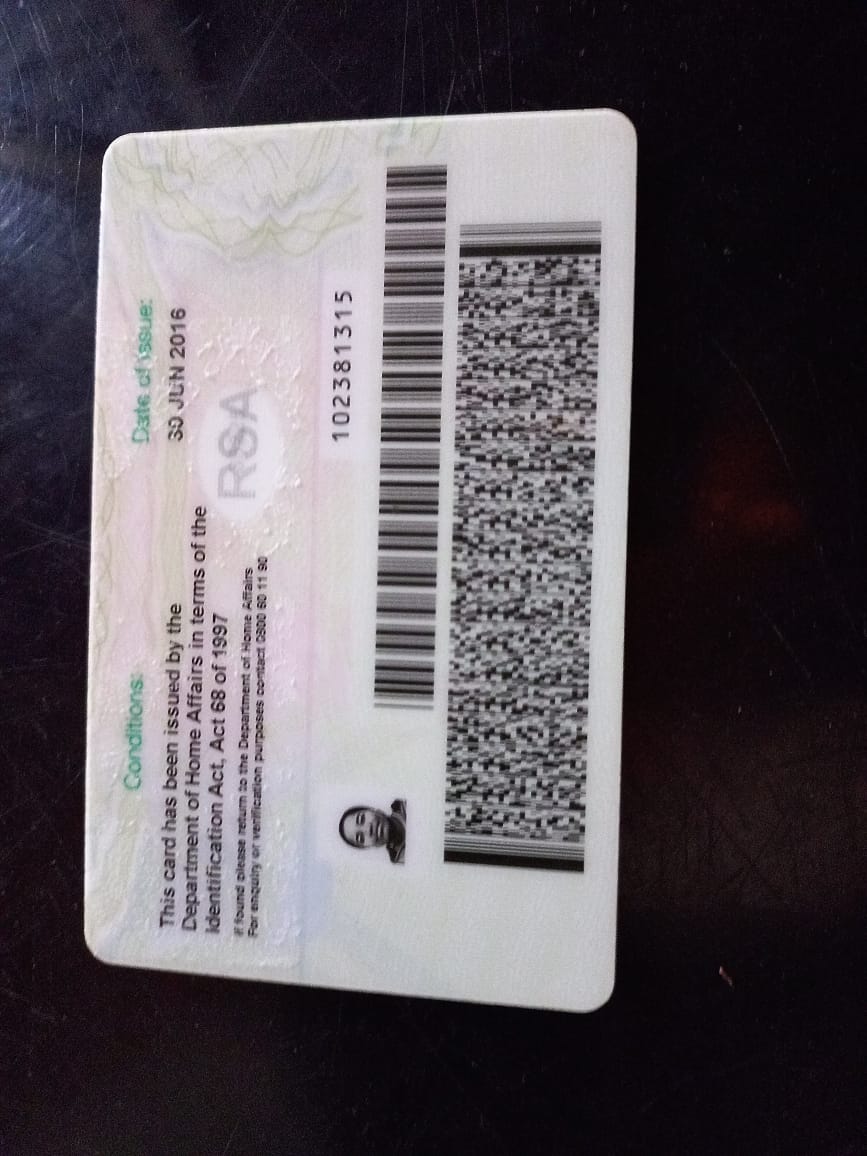 Conditions:
Date of issue:
This card has been issued by the
30 JUN 2016
Department of Home Affairs in terms of the
Identification Act, Act 68 of 1997
If found please return to the Department of Home Affairs
For enquiry or verification purposes contact 0800 60 11 90
RSA
102381315